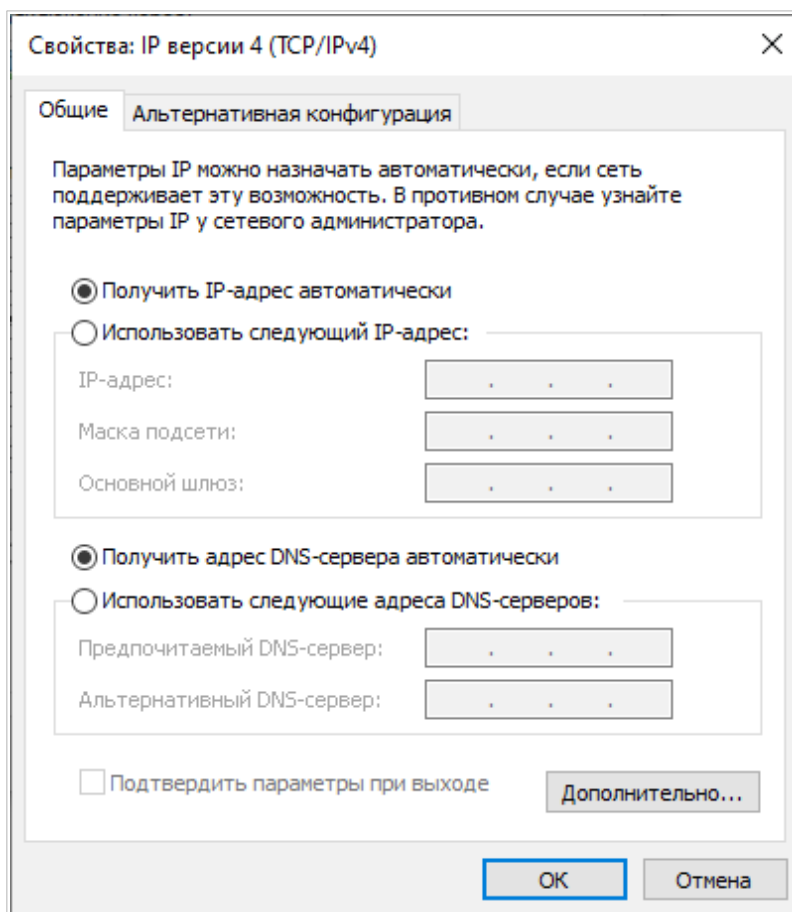 Свойства: IP версии 4 (TCP/IPv4)
Общие
Альтернативная конфигурация
Параметры IP можно назначать автоматически, если сеть
поддерживает эту возможность. В противном случае узнайте
параметры IP у сетевого администратора.
Получить IP-адрес автоматически
Использовать следующий IP-адрес:
IP-адрес:
Маска подсети:
Основной шлюз:
Получить адрес DNS-сервера автоматически
Использовать следующие адреса DNS-серверов:
Предпочитаемый DNS-сервер:
Альтернативный DNS-сервер:
Подтвердить параметры при выходе
Дополнительно...
ОК
Отмена